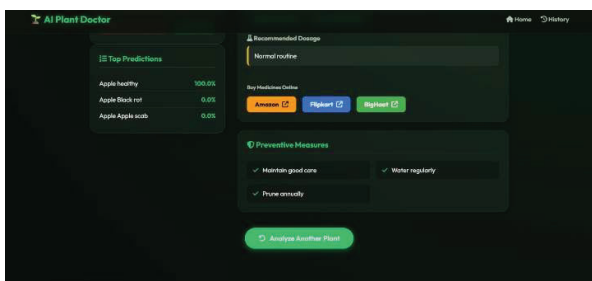 AI Plant Doctor
Home
History
Top Predictions
Apple healthy 100.0%
Apple Black rot 0.0%
Apple Apple scab 0.0%
Recommended Dosage
Normal routine
Buy Medicines Online
Amazon
Flipkart
BigHaat
Preventive Measures
Maintain good care
Water regularly
Prune annually
Analyze Another Plant